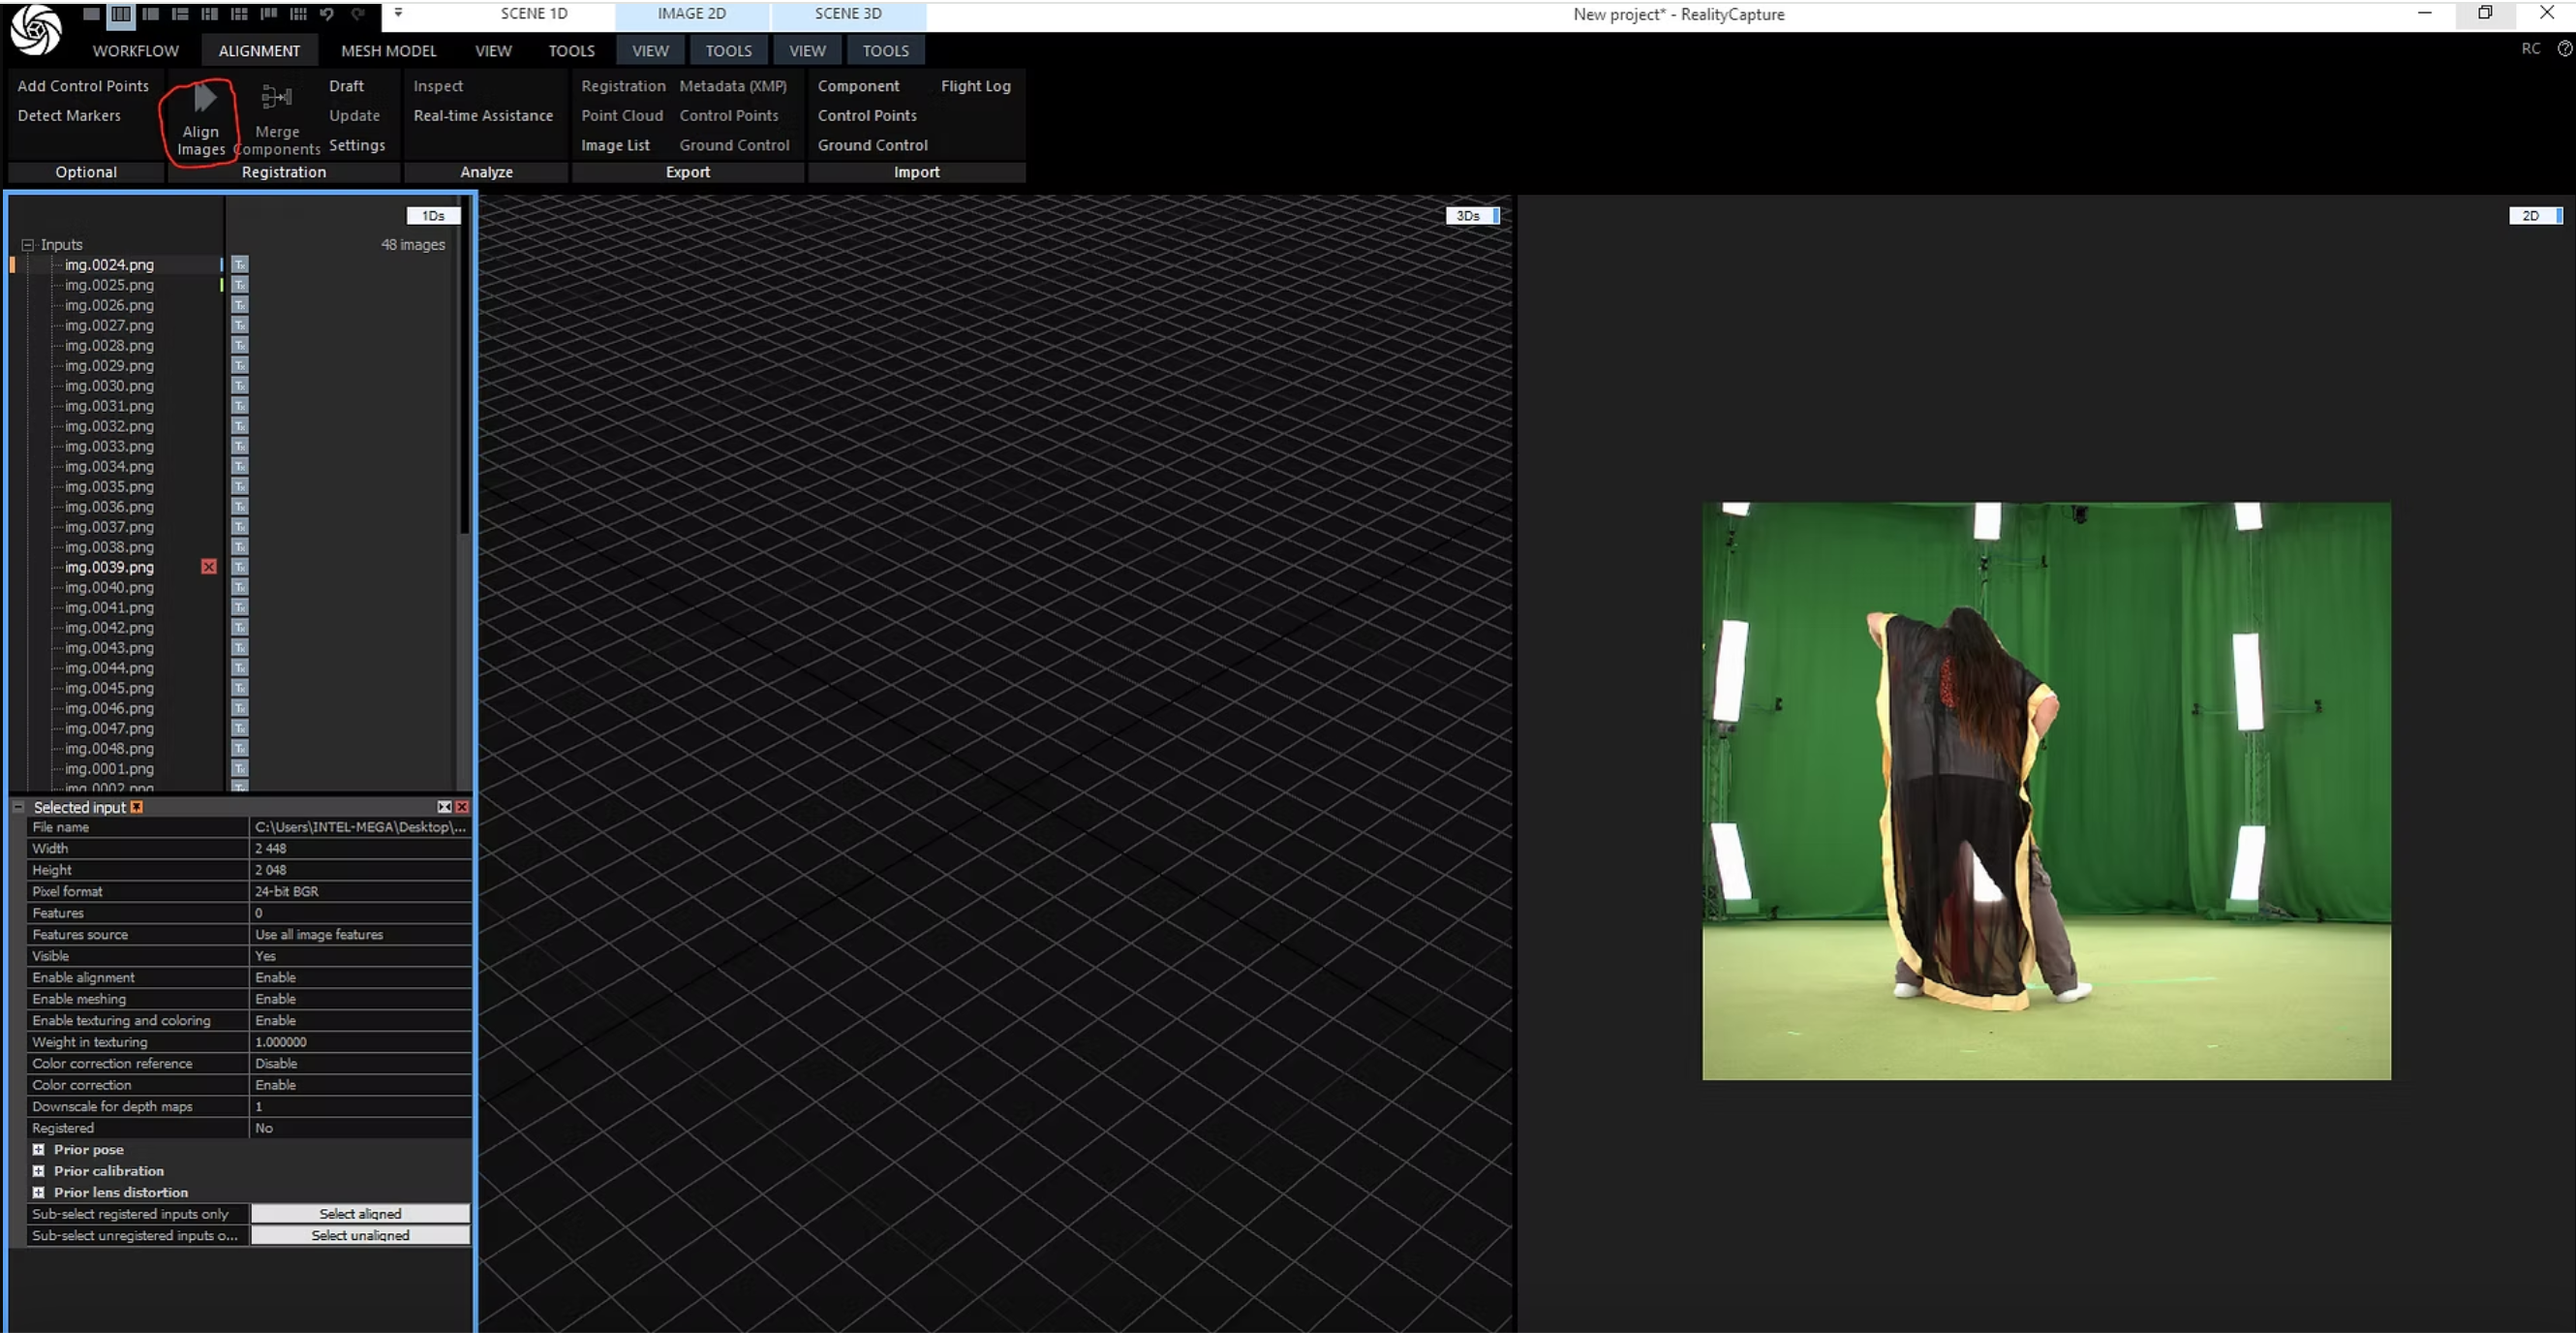 SCENE 1D IMAGE 2D SCENE 3D New project* - RealityCapture
WORKFLOW ALIGNMENT MESH MODEL VIEW TOOLS VIEW TOOLS VIEW TOOLS RC
Add Control Points
Detect Markers
Optional
Align
Images
Merge
Components
Draft
Update
Settings
Registration
Inspect
Real-time Assistance
Analyze
Registration Metadata (XMP)
Point Cloud Control Points
Image List Ground Control
Export
Component Flight Log
Control Points
Ground Control
Import
1Ds
3Ds
2D
Inputs 48 images
img.0024.png
img.0025.png
img.0026.png
img.0027.png
img.0028.png
img.0029.png
img.0030.png
img.0031.png
img.0032.png
img.0033.png
img.0034.png
img.0035.png
img.0036.png
img.0037.png
img.0038.png
img.0039.png
img.0040.png
img.0041.png
img.0042.png
img.0043.png
img.0044.png
img.0045.png
img.0046.png
img.0047.png
img.0048.png
img.0001.png
img.0002.png
Selected input
File name C:\Users\INTEL-MEGA\Desktop\...
Width 2 448
Height 2 048
Pixel format 24-bit BGR
Features 0
Features source Use all image features
Visible Yes
Enable alignment Enable
Enable meshing Enable
Enable texturing and coloring Enable
Weight in texturing 1.000000
Color correction reference Disable
Color correction Enable
Downscale for depth maps 1
Registered No
Prior pose
Prior calibration
Prior lens distortion
Sub-select registered inputs only Select aligned
Sub-select unregistered inputs o... Select unaligned